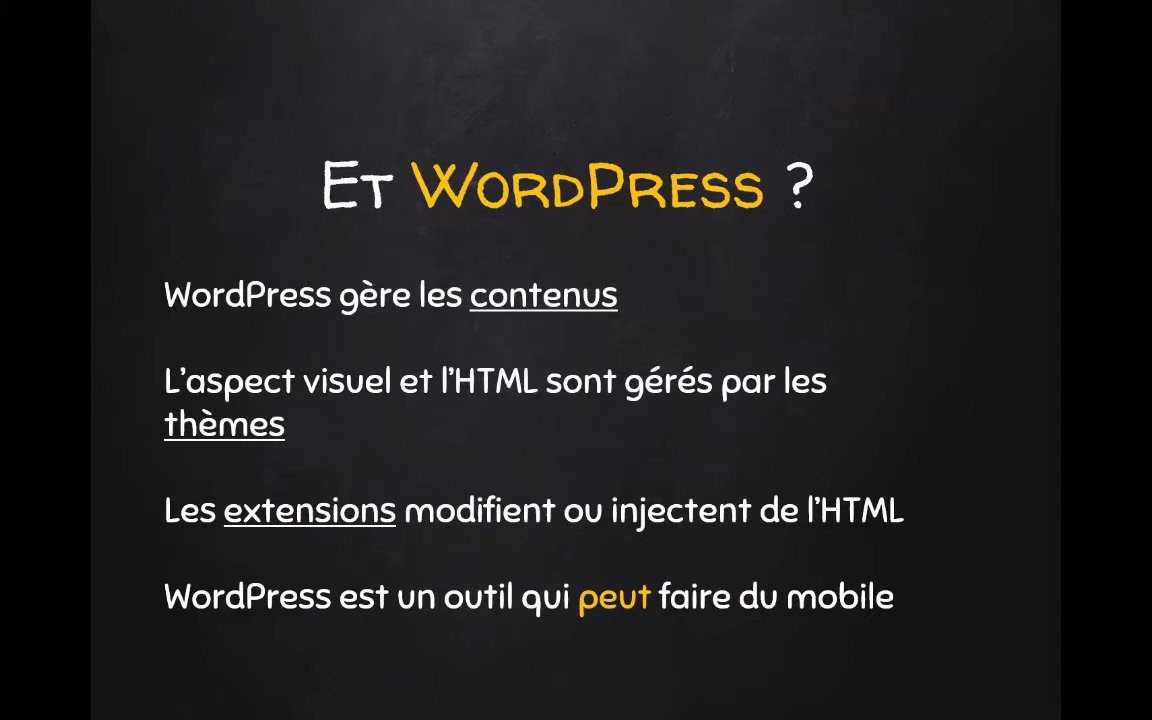 Et WordPress ?
WordPress gère les contenus
L’aspect visuel et l’HTML sont gérés par les
thèmes
Les extensions modifient ou injectent de l’HTML
WordPress est un outil qui peut faire du mobile